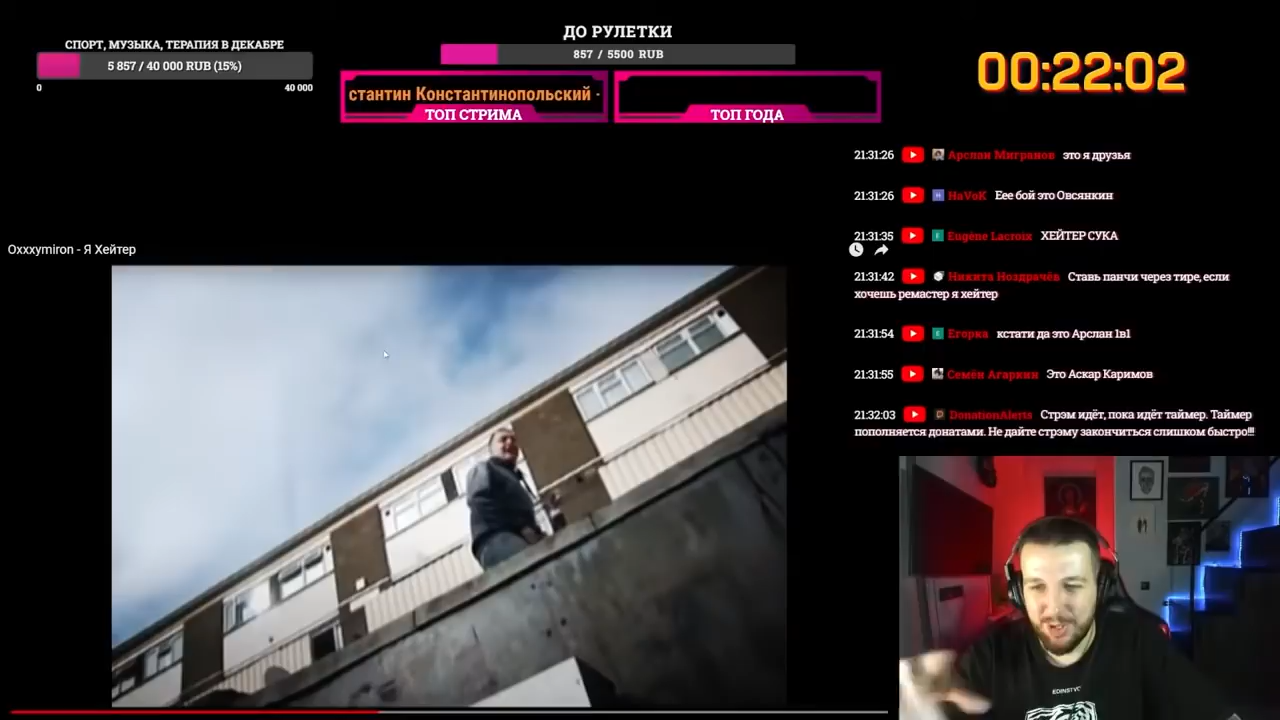 СПОРТ, МУЗЫКА, ТЕРАПИЯ В ДЕКАБРЕ
5 857 / 40 000 RUB (15%)
0
40 000
ДО РУЛЕТКИ
857 / 5500 RUB
стантин Константинопольский ·
ТОП СТРИМА
ТОП ГОДА
00:22:02
Oxxxymiron - Я Хейтер
21:31:26 Арслан Мигранов это я друзья
21:31:26 HaVoK Еее бой это Овсянкин
21:31:35 Eugène Lacroix ХЕЙТЕР СУКА
21:31:42 Никита Ноздрачёв Ставь панчи через тире, если
хочешь ремастер я хейтер
21:31:54 Егорка кстати да это Арслан 1в1
21:31:55 Семён Агаркин Это Аскар Каримов
21:32:03 DonationAlerts Стрэм идёт, пока идёт таймер. Таймер
пополняется донатами. Не дайте стрэму закончиться слишком быстро!!!
EDINSTVO